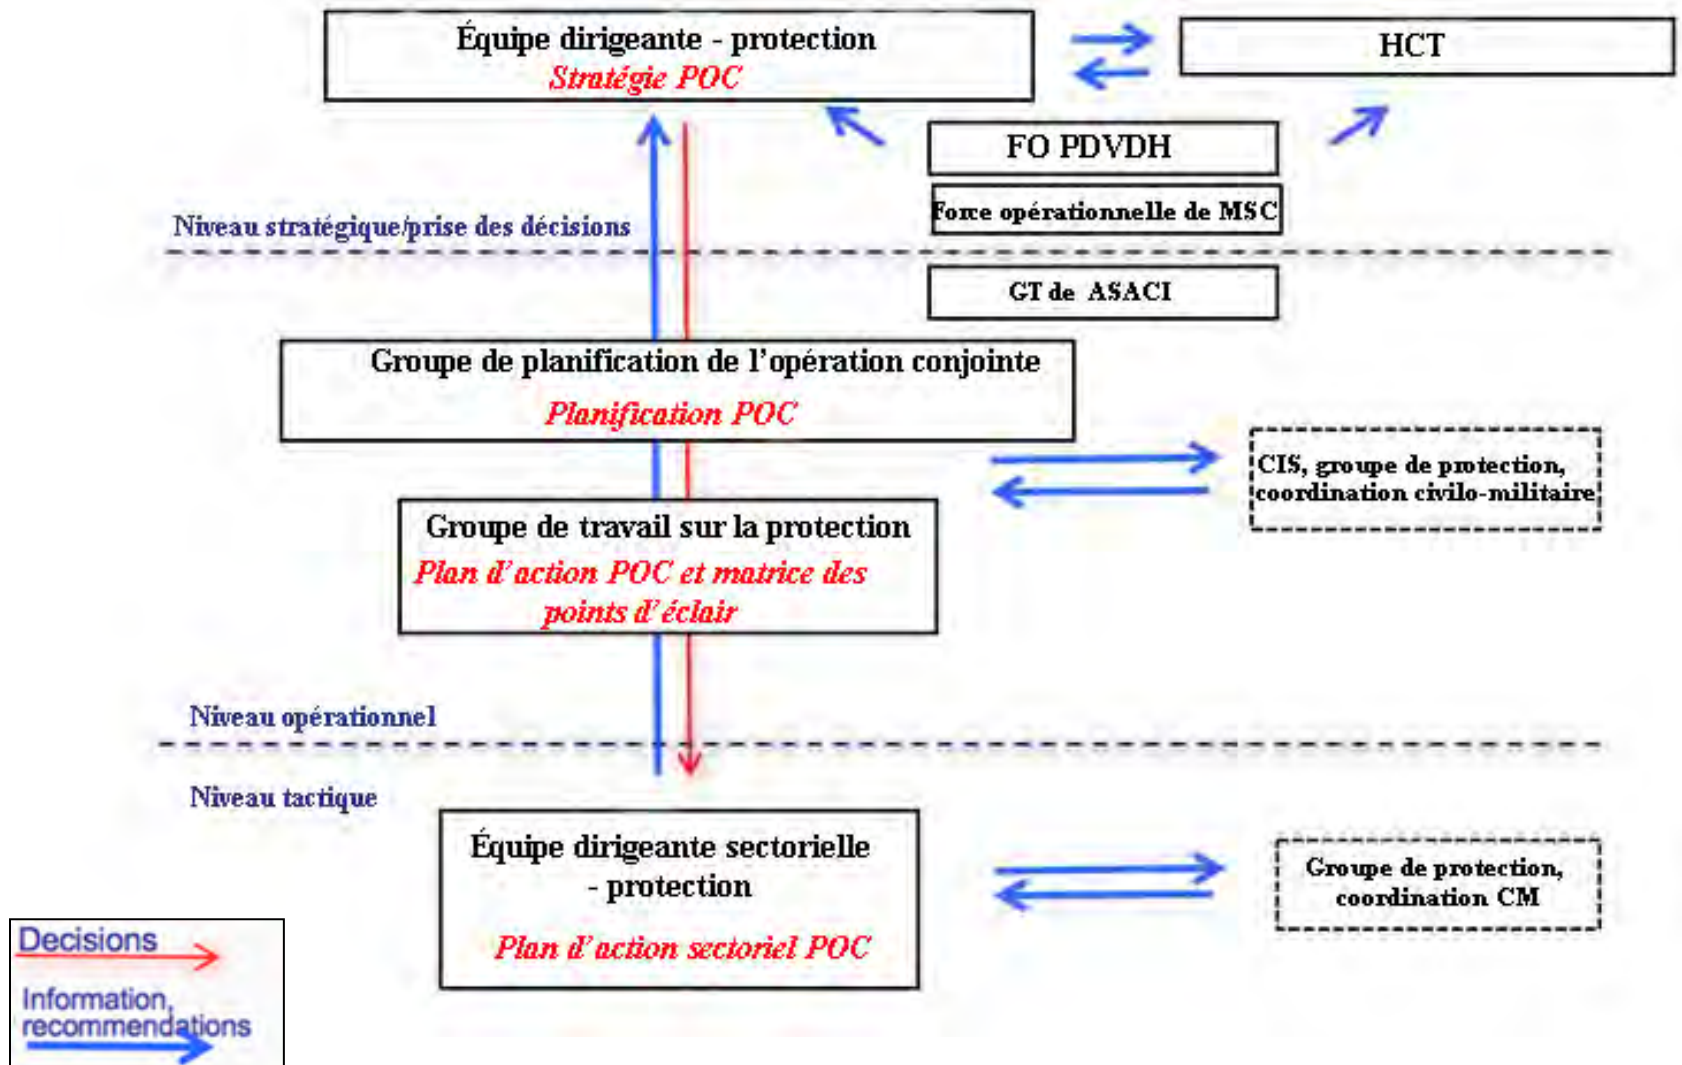 Équipe dirigeante - protection
Stratégie POC
HCT
FO PDVDH
Force opérationnelle de MSC
Niveau stratégique/prise des décisions
GT de ASACI
Groupe de planification de l'opération conjointe
Planification POC
CIS, groupe de protection,
coordination civilo-militaire
Groupe de travail sur la protection
Plan d'action POC et matrice des
points d'éclair
Niveau opérationnel
Niveau tactique
Équipe dirigeante sectorielle
- protection
Plan d'action sectoriel POC
Groupe de protection,
coordination CM
Decisions
Information,
recommendations